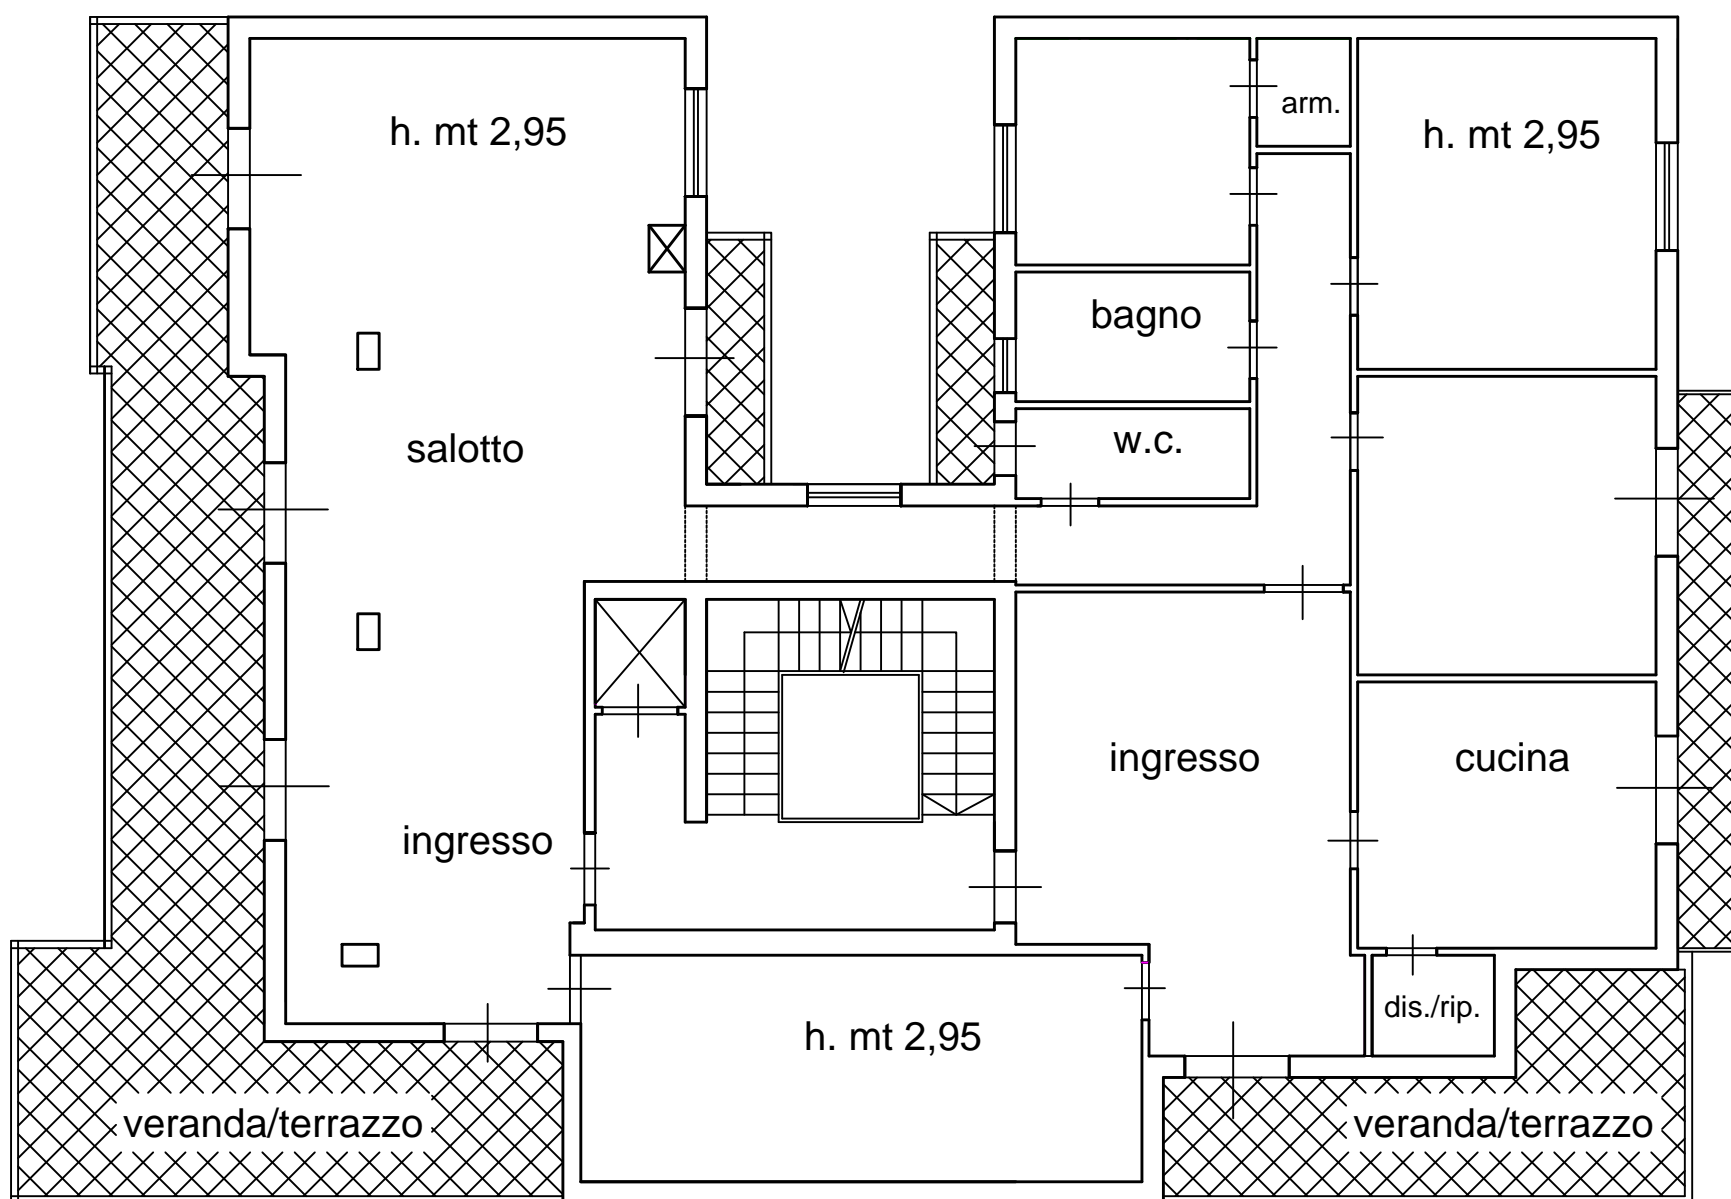 h. mt 2,95
arm.
h. mt 2,95
bagno
salotto
w.c.
ingresso
cucina
ingresso
dis./rip.
h. mt 2,95
veranda/terrazzo
veranda/terrazzo